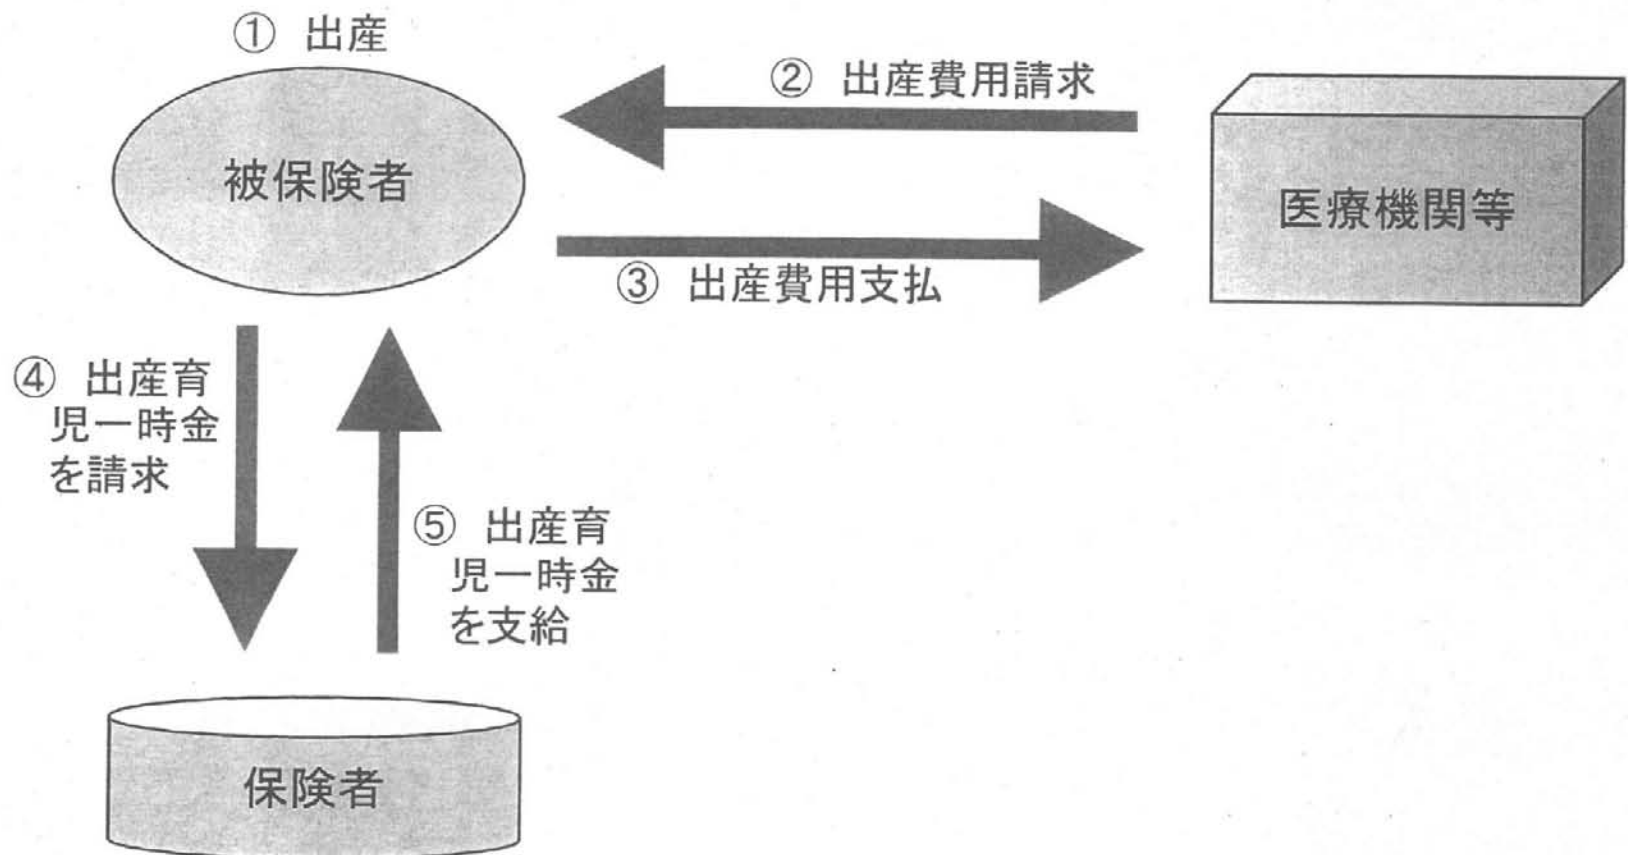 ① 出産
② 出産費用請求
被保険者
医療機関等
③ 出産費用支払
④ 出産育
児一時金
を請求
⑤ 出産育
児一時金
を支給
保険者